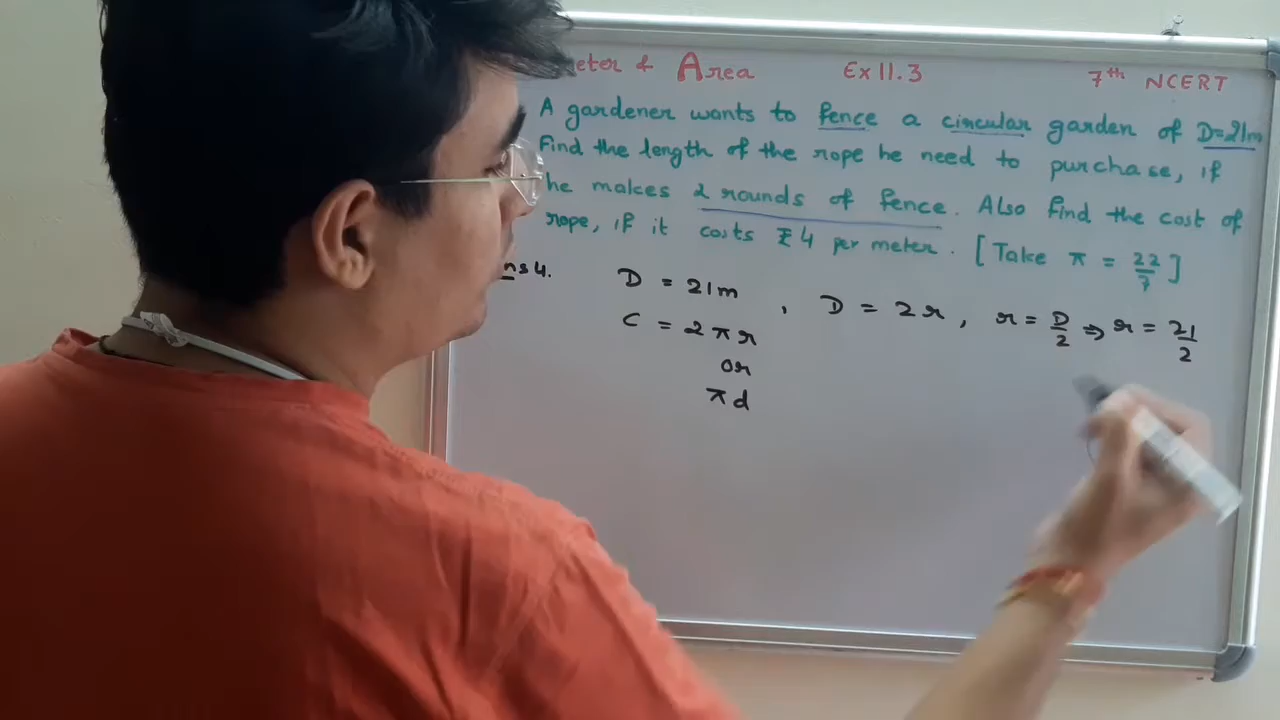 & Area Ex 11.3 7th NCERT
A gardener wants to fence a circular garden of D=21m
Find the length of the rope he need to purchase, if
he makes 2 rounds of fence. Also find the cost of
rope, if it costs ₹4 per meter. [Take π = 22/7]
4. D = 21m , D = 2r, r = D/2 ⇒ r = 21/2
C = 2πr
or
πd